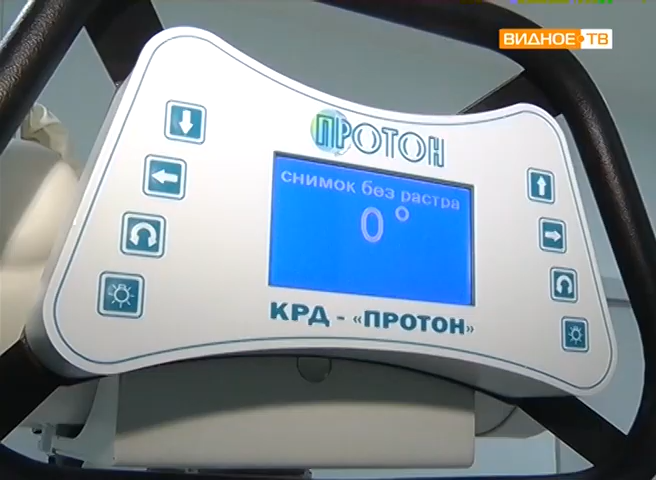 ВИДНОЕ ТВ
ПРОТОН
снимок без растра
0°
КРД - «ПРОТОН»